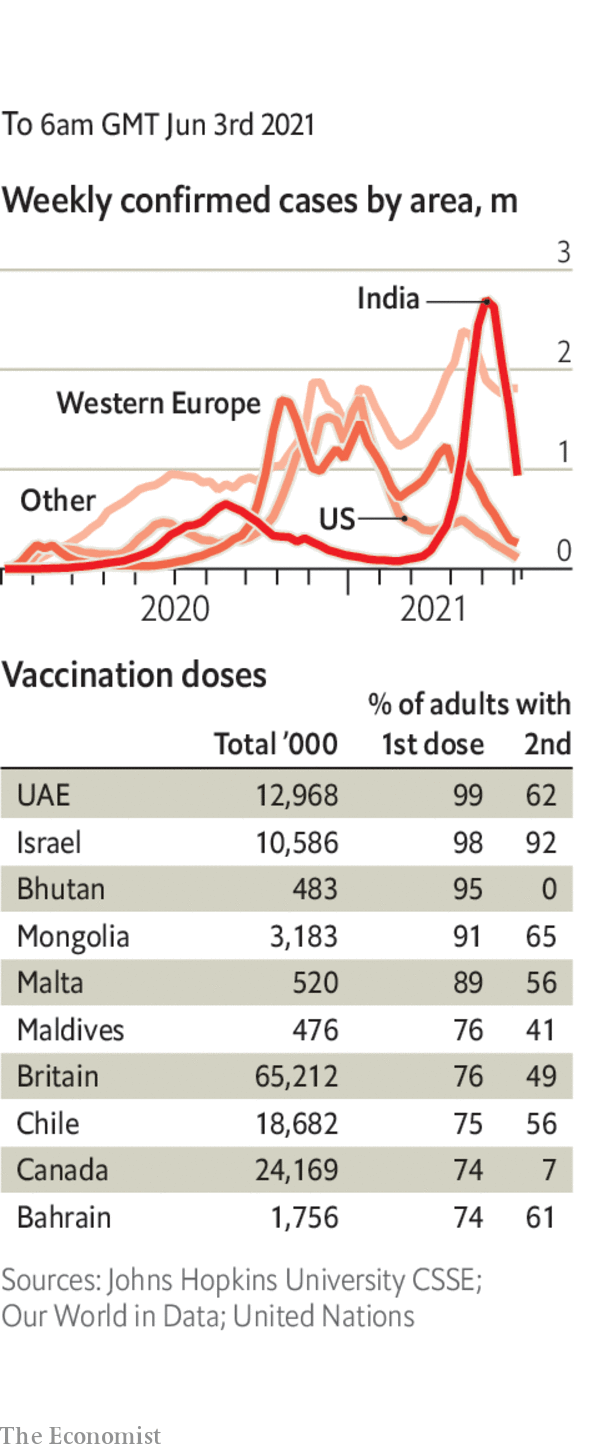 To 6am GMT Jun 3rd 2021
Weekly confirmed cases by area, m
3
India
2
Western Europe
1
Other
US
0
2020 2021
Vaccination doses
% of adults with
Total ’000 1st dose 2nd
UAE 12,968 99 62
Israel 10,586 98 92
Bhutan 483 95 0
Mongolia 3,183 91 65
Malta 520 89 56
Maldives 476 76 41
Britain 65,212 76 49
Chile 18,682 75 56
Canada 24,169 74 7
Bahrain 1,756 74 61
Sources: Johns Hopkins University CSSE;
Our World in Data; United Nations
The Economist